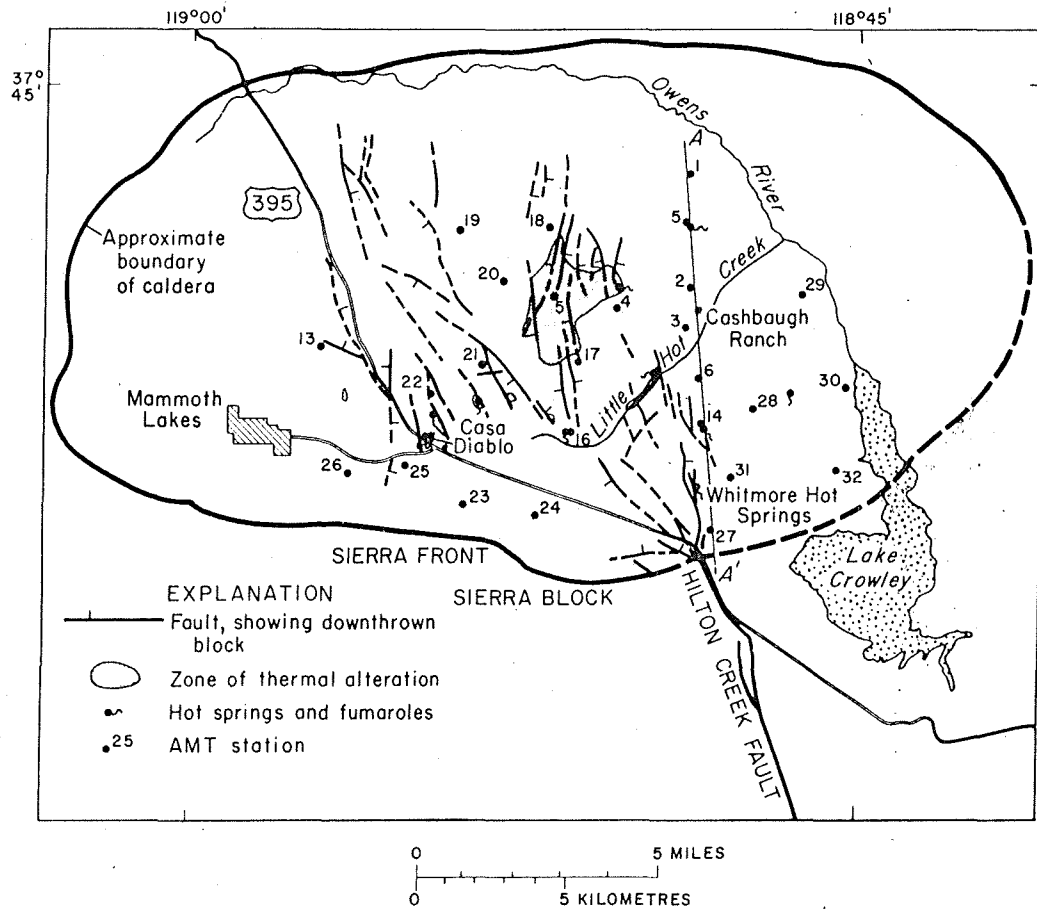 119°00'
118°45'
37°
45'
Owens
River
A
1
395
19
18
5
Approximate
boundary
of caldera
20
5
4
2
Creek
29
3
Cashbaugh
Ranch
13
17
21
Hot
Little
6
30
22
28
Mammoth
Lakes
Casa
Diablo
16
14
26
25
31
32
23
24
Whitmore Hot
Springs
27
SIERRA FRONT
A'
Lake
Crowley
SIERRA BLOCK
HILTON CREEK FAULT
EXPLANATION
Fault, showing downthrown
block
Zone of thermal alteration
Hot springs and fumaroles
25
AMT station
0
5 MILES
0
5 KILOMETRES